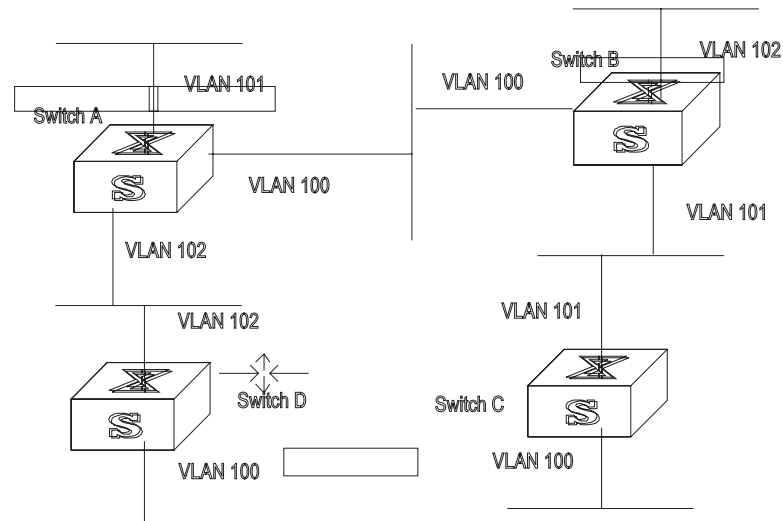 VLAN 102
Switch B
VLAN 101
VLAN 100
Switch A
VLAN 100
VLAN 101
VLAN 102
VLAN 101
VLAN 102
Switch D
Switch C
VLAN 100
VLAN 100
S
S
S
S